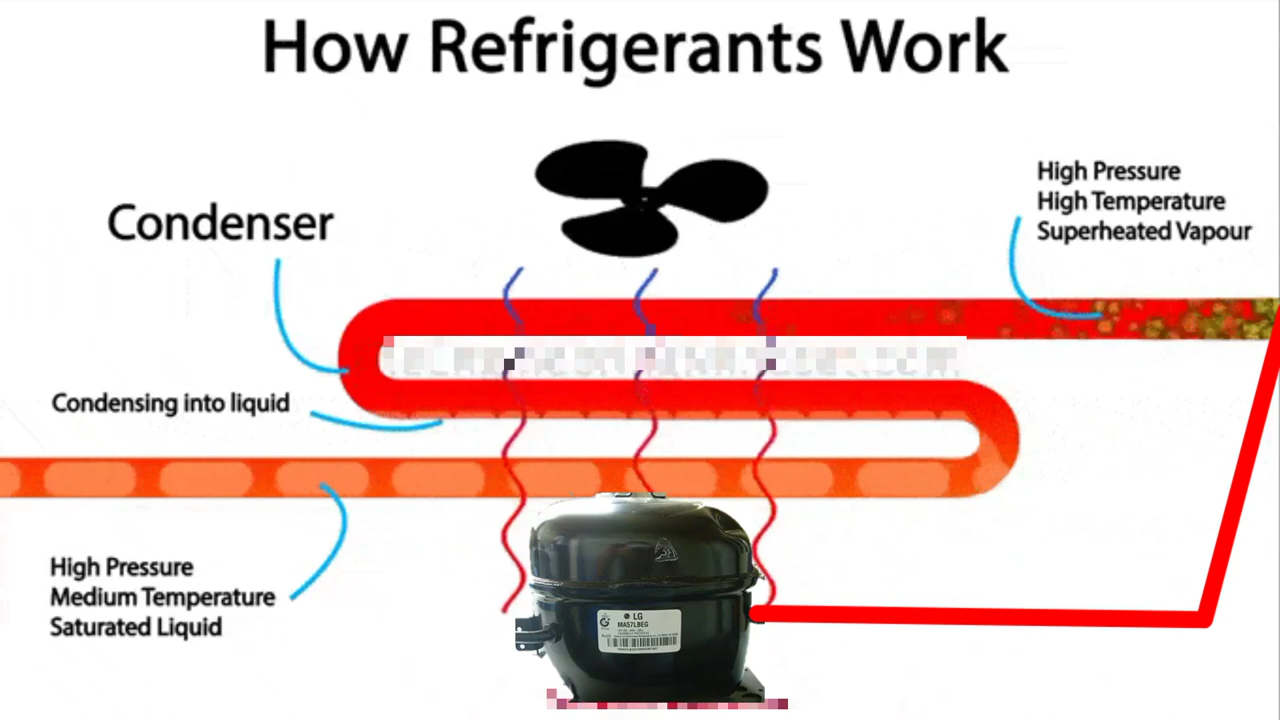 How Refrigerants Work
High Pressure
High Temperature
Superheated Vapour
Condenser
Condensing into liquid
High Pressure
Medium Temperature
Saturated Liquid
LG
MA57LBEG